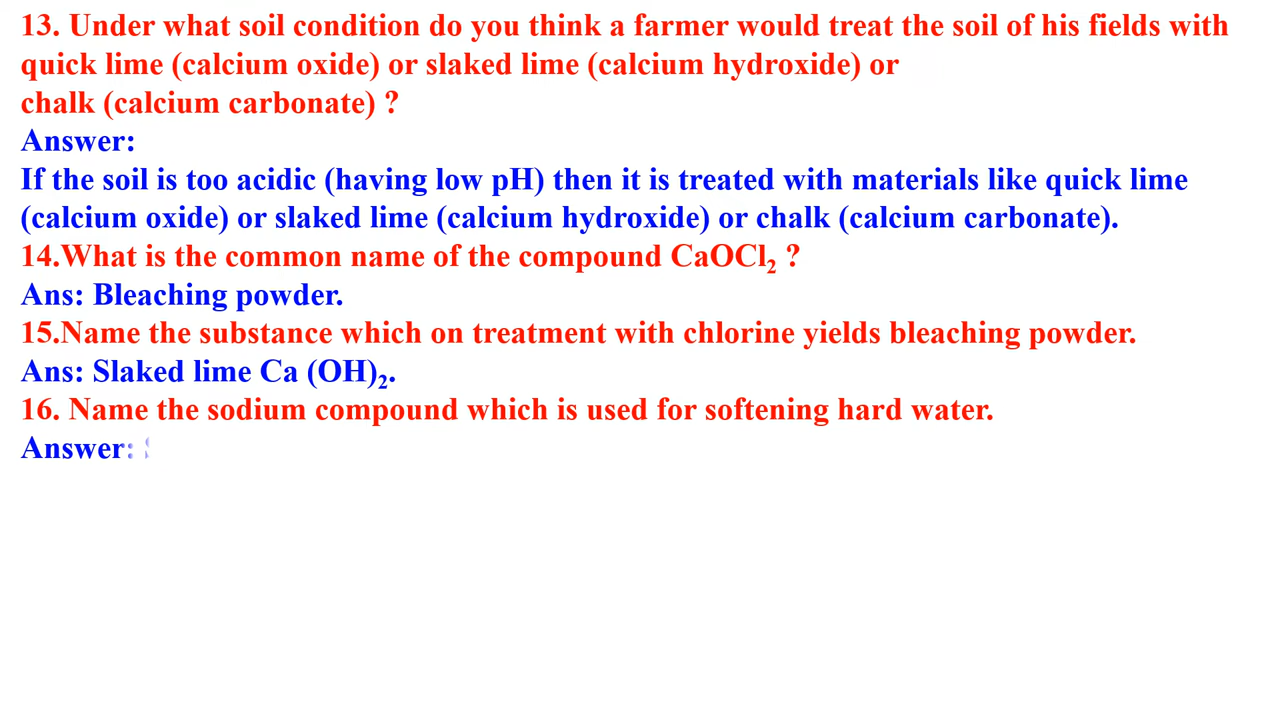 13. Under what soil condition do you think a farmer would treat the soil of his fields with
quick lime (calcium oxide) or slaked lime (calcium hydroxide) or
chalk (calcium carbonate) ?
Answer:
If the soil is too acidic (having low pH) then it is treated with materials like quick lime
(calcium oxide) or slaked lime (calcium hydroxide) or chalk (calcium carbonate).
14.What is the common name of the compound CaOCl₂ ?
Ans: Bleaching powder.
15.Name the substance which on treatment with chlorine yields bleaching powder.
Ans: Slaked lime Ca (OH)₂.
16. Name the sodium compound which is used for softening hard water.
Answer: